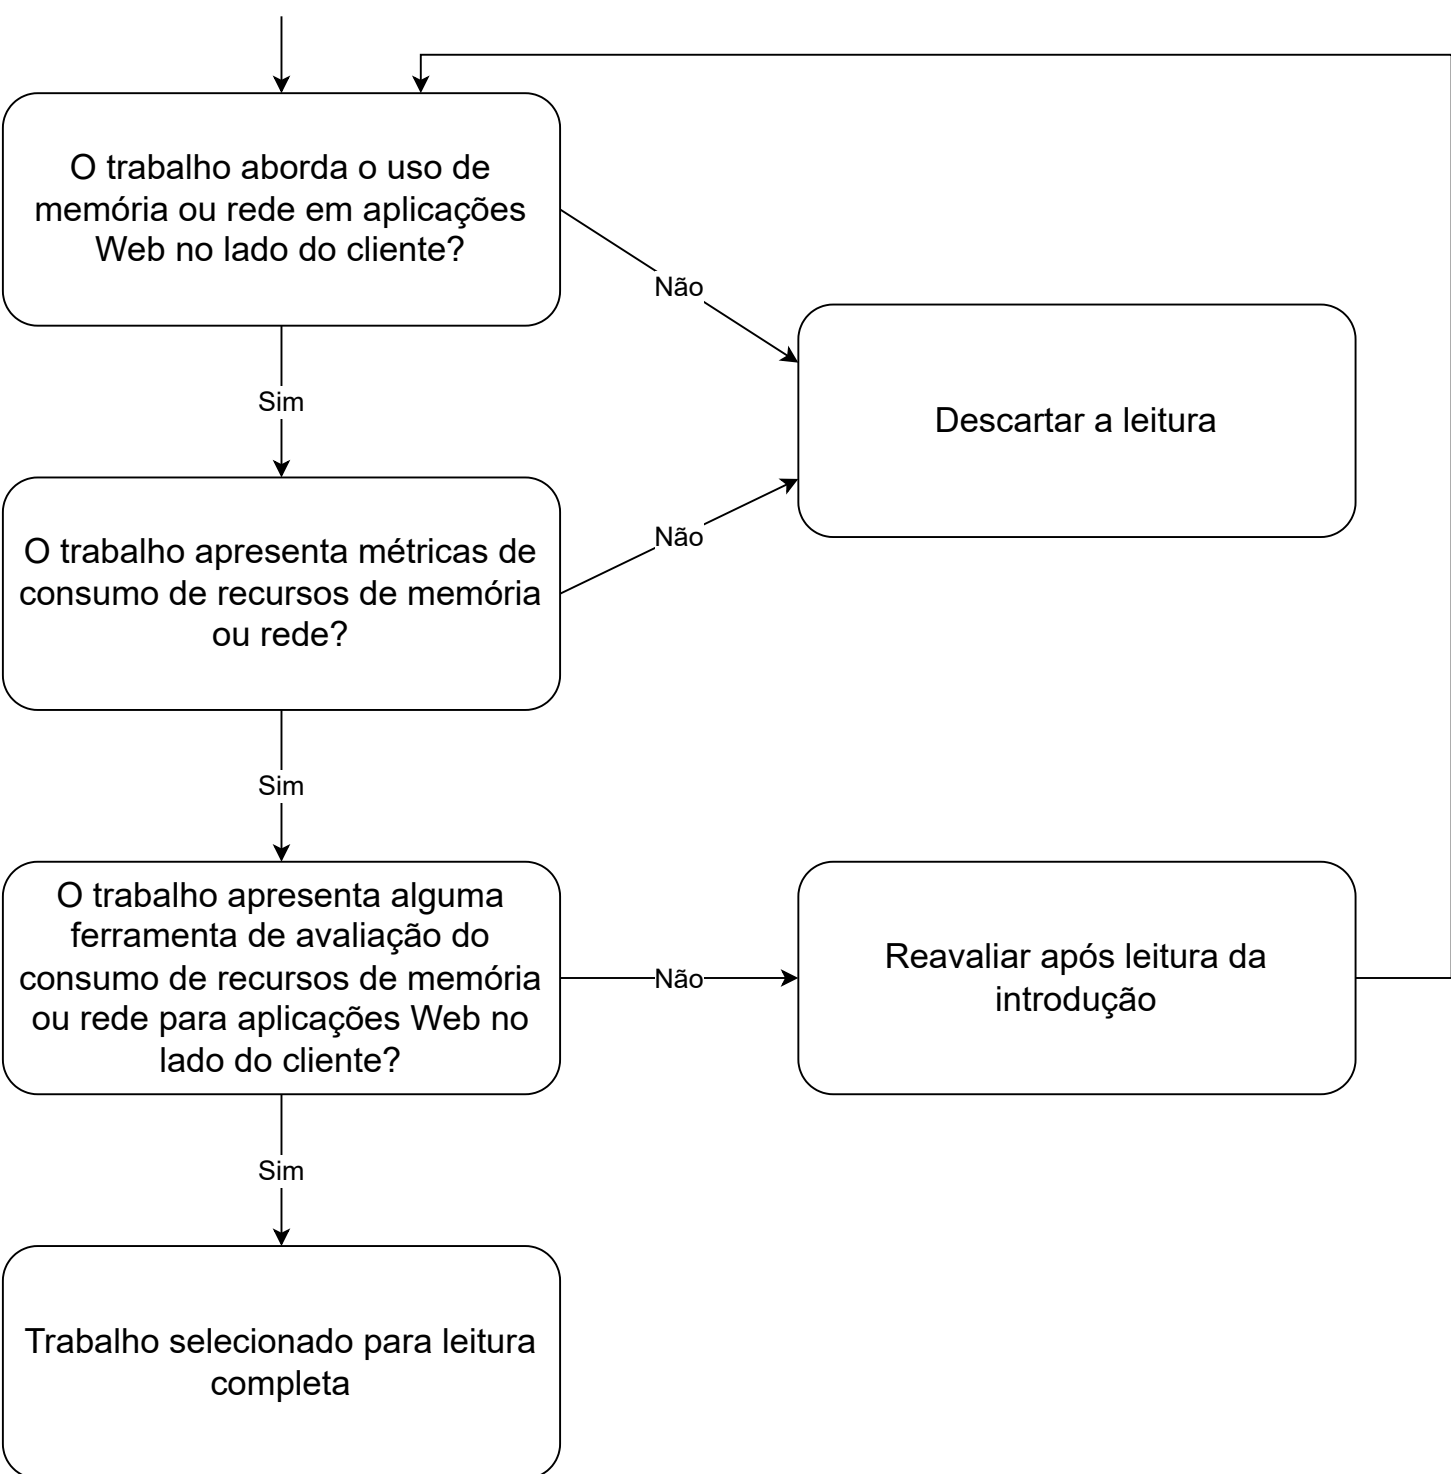 O trabalho aborda o uso de
memória ou rede em aplicações
Web no lado do cliente?
Não
Descartar a leitura
Sim
O trabalho apresenta métricas de
consumo de recursos de memória
ou rede?
Não
Sim
O trabalho apresenta alguma
ferramenta de avaliação do
consumo de recursos de memória
ou rede para aplicações Web no
lado do cliente?
Não
Reavaliar após leitura da
introdução
Sim
Trabalho selecionado para leitura
completa